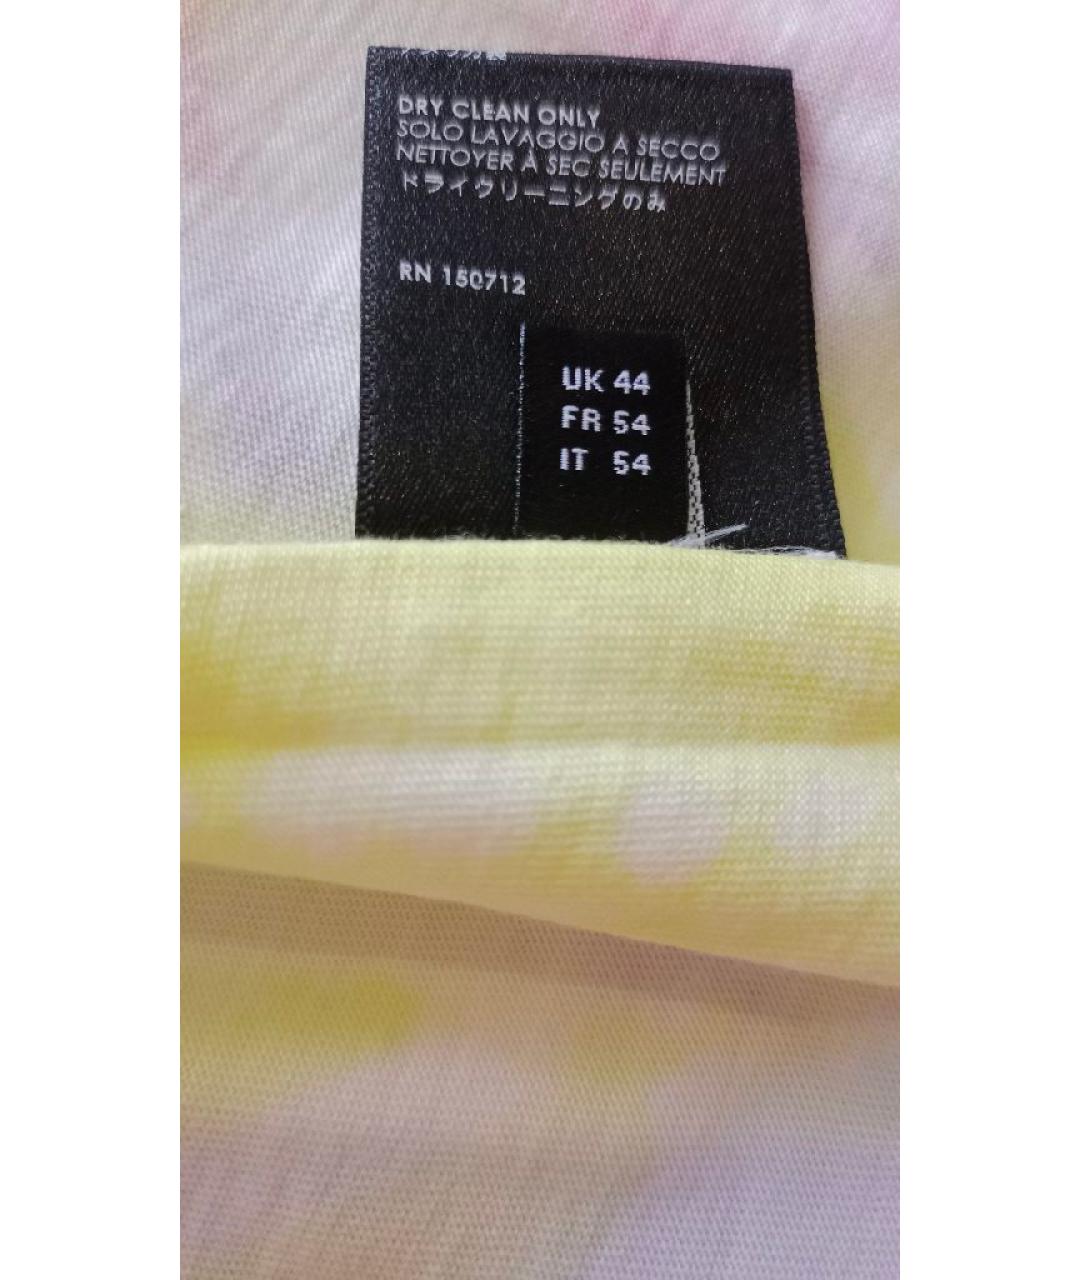 DRY CLEAN ONLY
SOLO LAVAGGIO A SECCO
NETTOYER À SEC SEULEMENT
ドライクリーニングのみ
RN 150712
UK 44
FR 54
IT 54